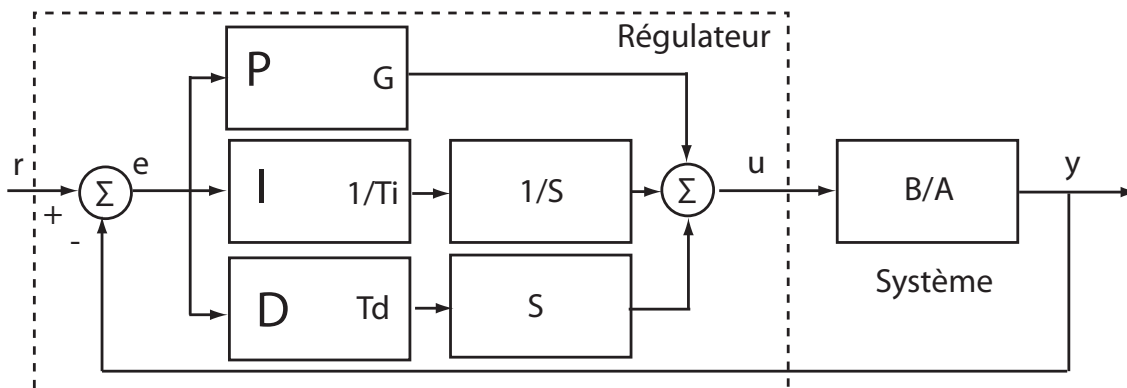 Régulateur
P G
r
+
-
Σ
e
I 1/Ti
1/S
Σ
u
B/A
y
Système
D Td
S